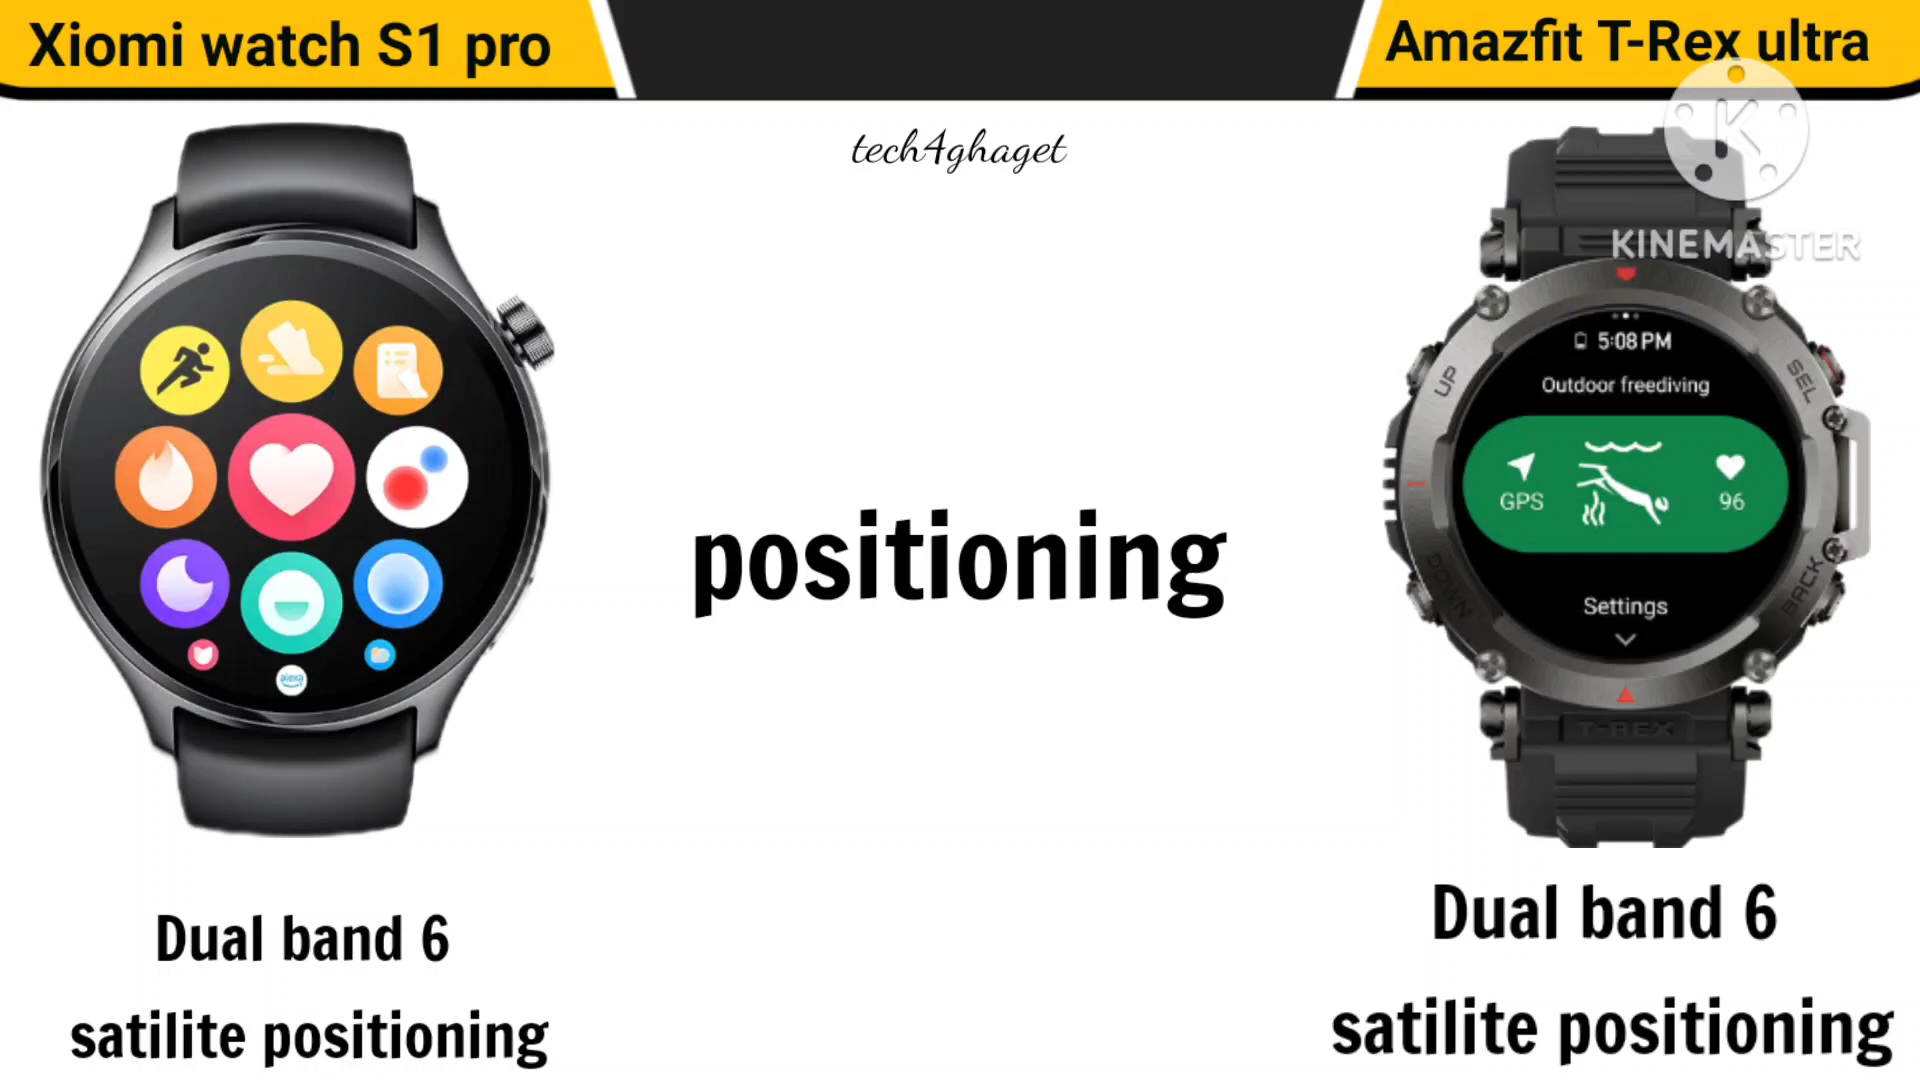 Xiomi watch S1 pro
Amazfit T-Rex ultra
tech4ghaget
K
KINEMASTER
5:08 PM
Outdoor freediving
UP
SEL
GPS
96
DOWN
BACK
Settings
alexa
T-REX
positioning
Dual band 6
satilite positioning
Dual band 6
satilite positioning